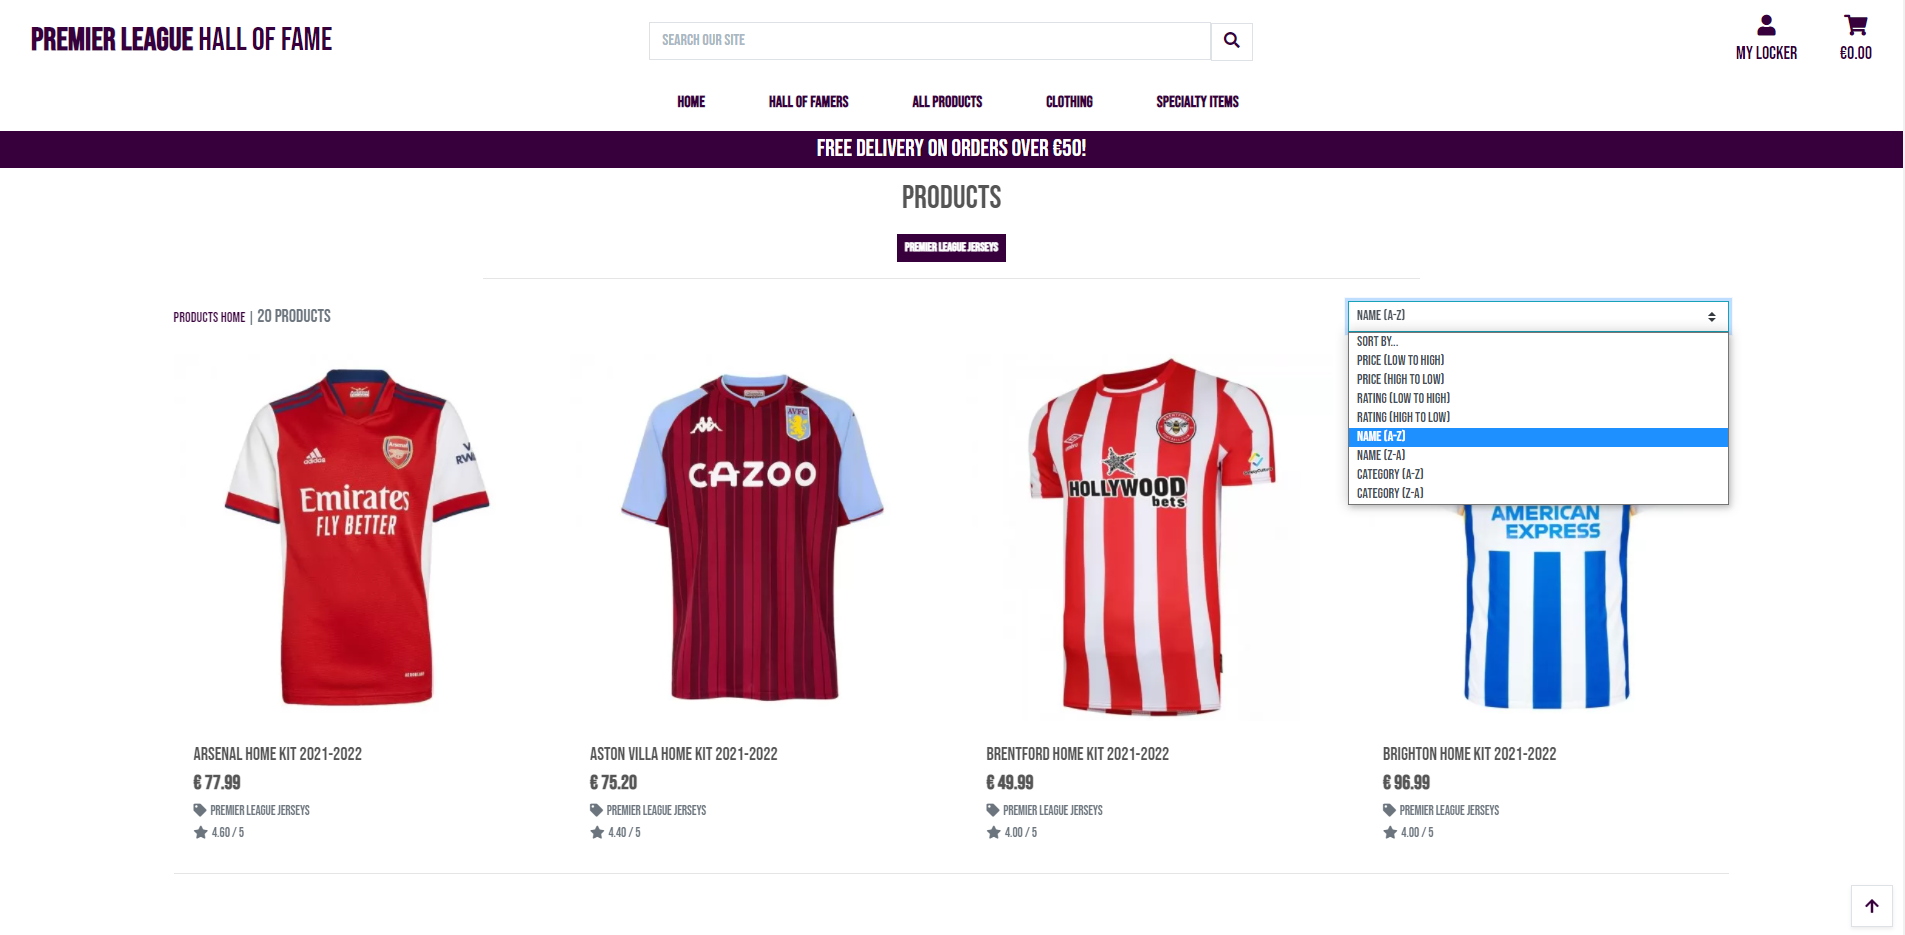 PREMIER LEAGUE HALL OF FAME
SEARCH OUR SITE
MY LOCKER
€0.00
HOME
HALL OF FAMERS
ALL PRODUCTS
CLOTHING
SPECIALTY ITEMS
FREE DELIVERY ON ORDERS OVER €50!
PRODUCTS
PREMIER LEAGUE JERSEYS
PRODUCTS HOME | 20 PRODUCTS
NAME (A-Z)
SORT BY...
PRICE (LOW TO HIGH)
PRICE (HIGH TO LOW)
RATING (LOW TO HIGH)
RATING (HIGH TO LOW)
NAME (A-Z)
NAME (Z-A)
CATEGORY (A-Z)
CATEGORY (Z-A)
adidas
Arsenal
Emirates
FLY BETTER
AVFC
CAZOO
HOLLYWOOD
bets
AMERICAN
EXPRESS
ARSENAL HOME KIT 2021-2022
€ 77.99
PREMIER LEAGUE JERSEYS
4.60 / 5
ASTON VILLA HOME KIT 2021-2022
€ 75.20
PREMIER LEAGUE JERSEYS
4.40 / 5
BRENTFORD HOME KIT 2021-2022
€ 49.99
PREMIER LEAGUE JERSEYS
4.00 / 5
BRIGHTON HOME KIT 2021-2022
€ 96.99
PREMIER LEAGUE JERSEYS
4.00 / 5